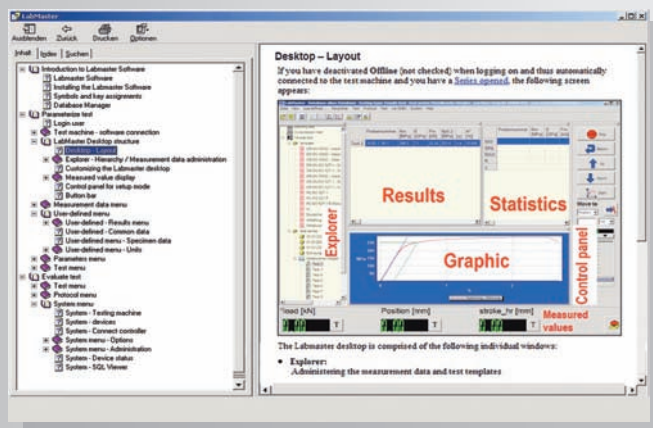 LabMaster
Ausblenden Zurück Drucken Optionen
Inhalt Index Suchen
Introduction to Labmaster Software
Labmaster Software
Installing the Labmaster Software
Symbols and key assignments
Database Manager
Parameterize test
Login user
Test machine - software connection
LabMaster Desktop structure
Desktop - Layout
Explorer - Hierarchy / Measurement data administration
Customizing the Labmaster desktop
Measured value display
Control panel for setup mode
Button bar
Measurement data menu
User-defined menu
User-defined - Results menu
User-defined - Common data
User-defined menu - Specimen data
User-defined menu - Units
Parameters menu
Test menu
Evaluate test
Test menu
Protocol menu
System menu
System - Testing machine
System - devices
System - Connect controller
System menu - Options
System menu - Administration
System - Device status
System - SQL Viewer
Desktop – Layout
If you have deactivated Offline (not checked) when logging on and thus automatically
connected to the test machine and you have a Series opened, the following screen
appears:
Explorer
Results
Statistics
Graphic
Control panel
Position [mm]
stroke_hr [mm]
Measured
values
The Labmaster desktop is comprised of the following individual windows:
• Explorer:
Administering the measurement data and test templates